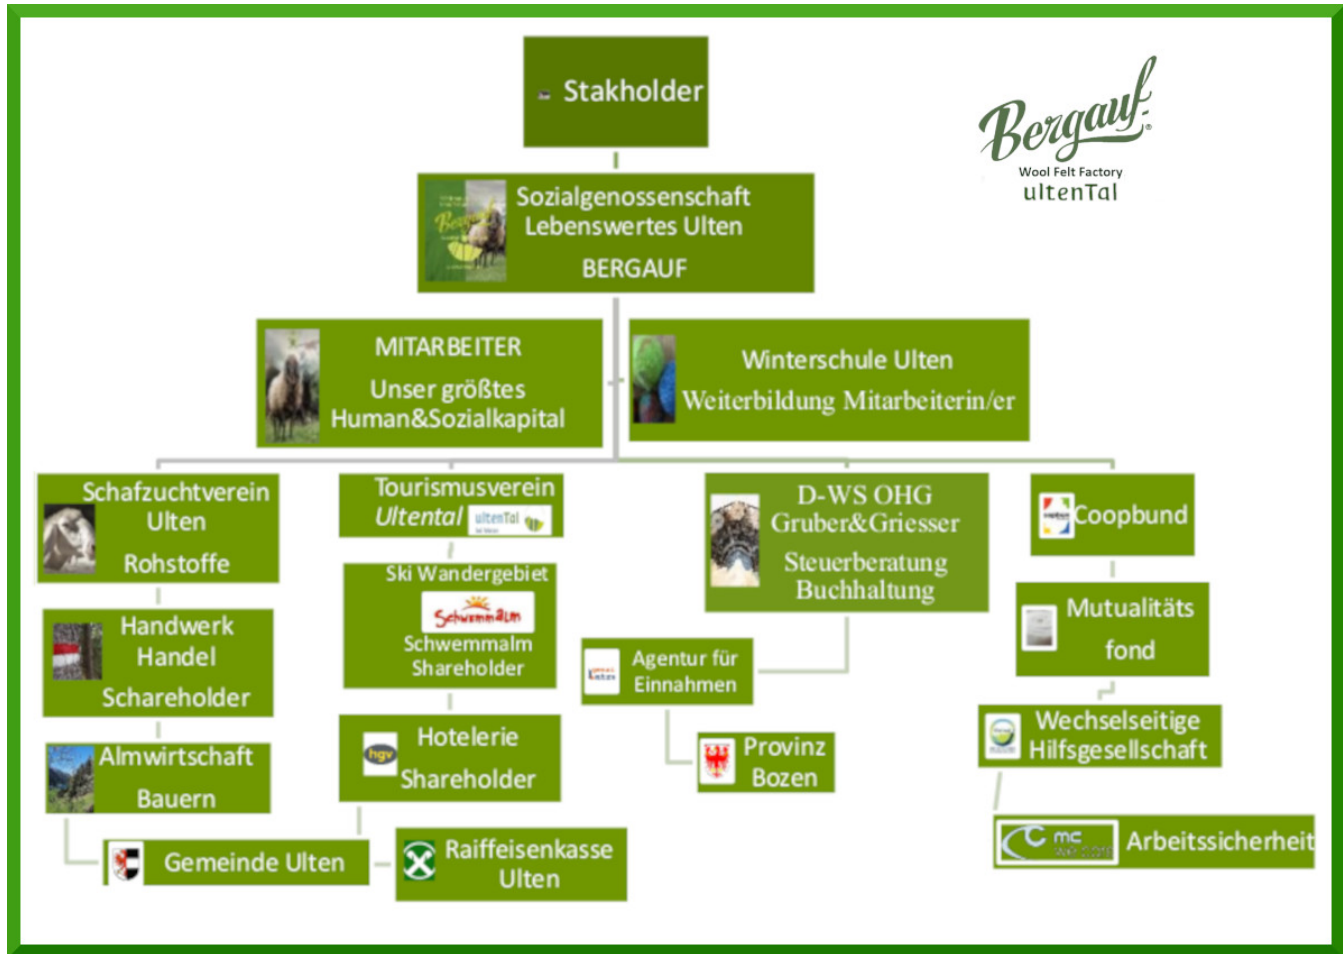 Stakholder
Bergauf
Wool Felt Factory
ultenTal
Sozialgenossenschaft
Lebenswertes Ulten
BERGAUF
Bergauf
MITARBEITER
Unser größtes
Human&Sozialkapital
Winterschule Ulten
Weiterbildung Mitarbeiterin/er
Schafzuchtverein
Ulten
Rohstoffe
Handwerk
Handel
Schareholder
Almwirtschaft
Bauern
Tourismusverein
Ultental
ultenTal
Ski Wandergebiet
Schwemmalm
Schwemmalm
Shareholder
hgv
Hotelerie
Shareholder
Gemeinde Ulten
Raiffeisenkasse
Ulten
D-WS OHG
Gruber&Griesser
Steuerberatung
Buchhaltung
Agentur für
Einnahmen
Provinz
Bozen
Coopbund
Mutualitäts
fond
Wechselseitige
Hilfsgesellschaft
mc
Arbeitssicherheit